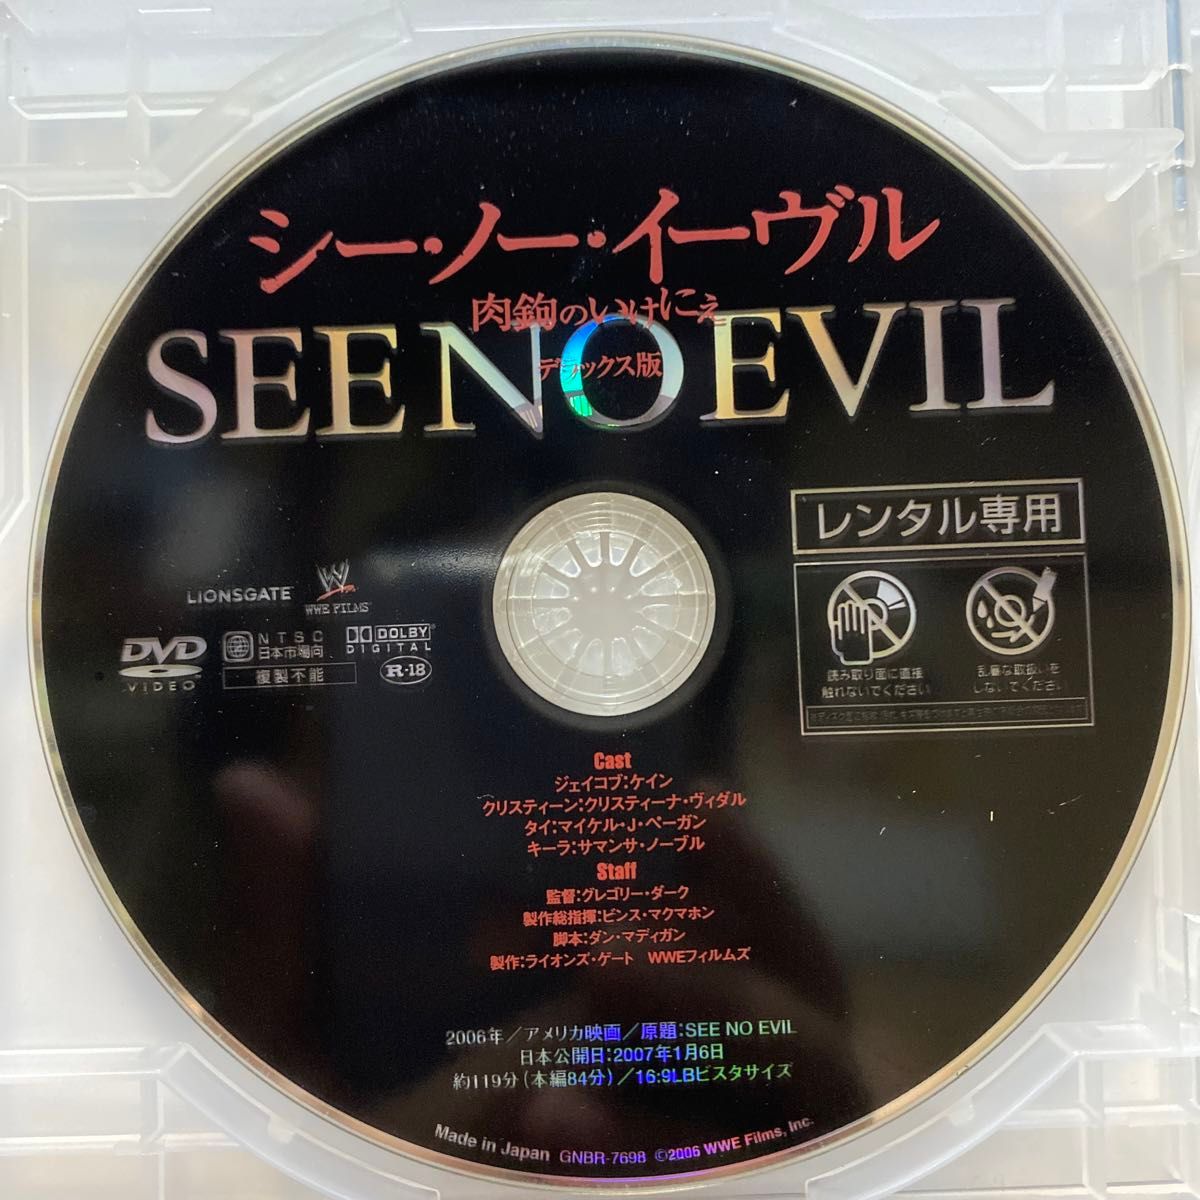 シー・ノー・イーヴル
肉鉤のいけにえ
SEE NO EVIL
デラックス版
レンタル専用
読み取り面に直接
触れないでください
乱暴な取扱いを
しないでください
LIONSGATE
W
WWE FILMS
DVD
VIDEO
NTSC
日本市場向
複製不能
DOLBY
DIGITAL
R-18
Cast
ジェイコブ:ケイン
クリスティーン:クリスティーナ・ヴィダル
タイ:マイケル・J・ペーガン
キーラ:サマンサ・ノーブル
Staff
監督:グレゴリー・ダーク
製作総指揮:ビンス・マクマホン
脚本:ダン・マディガン
製作:ライオンズ・ゲート WWEフィルムズ
2006年/アメリカ映画/原題:SEE NO EVIL
日本公開日:2007年1月6日
約119分(本編84分)/16:9LBビスタサイズ
Made in Japan GNBR-7698 ©2006 WWE Films, Inc.